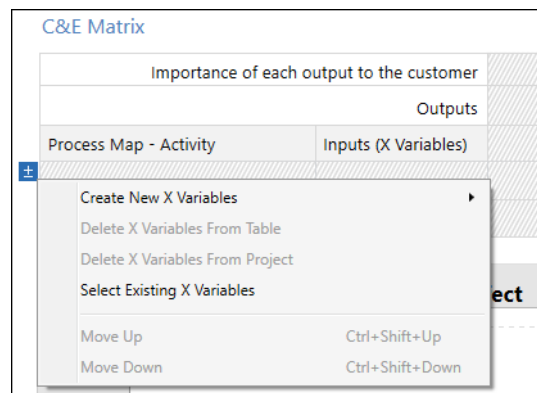 C&E Matrix
Importance of each output to the customer
Outputs
Process Map - Activity Inputs (X Variables)
±
Create New X Variables
Delete X Variables From Table
Delete X Variables From Project
Select Existing X Variables
ect
Move Up Ctrl+Shift+Up
Move Down Ctrl+Shift+Down